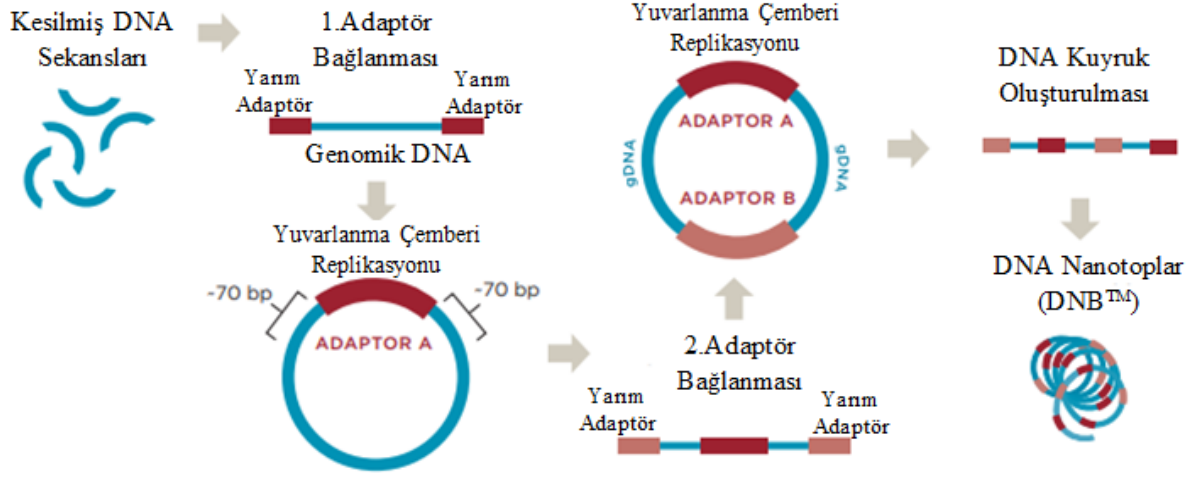 Kesilmiş DNA
Sekansları
1.Adaptör
Bağlanması
Yarım
Adaptör
Yarım
Adaptör
Genomik DNA
Yuvarlanma Çemberi
Replikasyonu
-70 bp
-70 bp
ADAPTOR A
2.Adaptör
Bağlanması
Yarım
Adaptör
Yarım
Adaptör
Yuvarlanma Çemberi
Replikasyonu
ADAPTOR A
gDNA
gDNA
ADAPTOR B
DNA Kuyruk
Oluşturulması
DNA Nanotoplar
(DNB™)